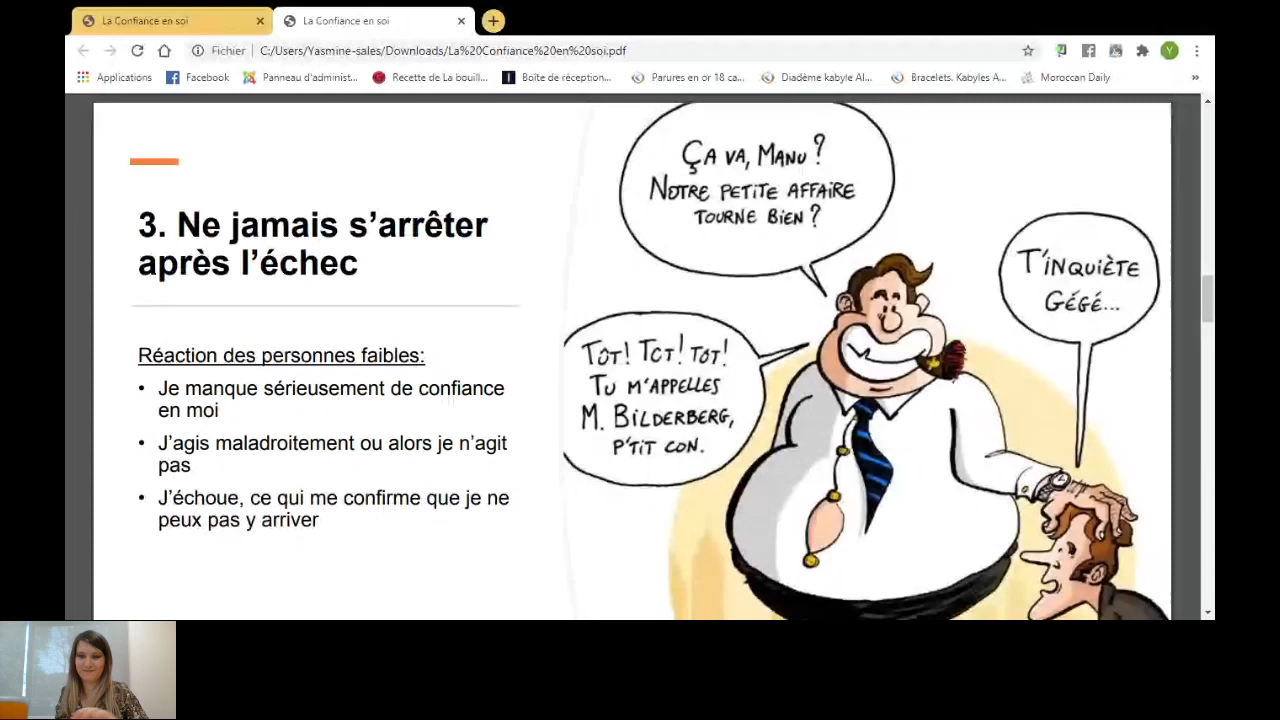 La Confiance en soi
La Confiance en soi
Fichier | C:/Users/Yasmine-sales/Downloads/La%20Confiance%20en%20soi.pdf
Y
Applications
Facebook
Panneau d'administ...
Recette de La bouill...
Boîte de réception...
Parures en or 18 ca...
Diadème kabyle Al...
Bracelets. Kabyles A...
Moroccan Daily
»
3. Ne jamais s’arrêter
après l’échec
Réaction des personnes faibles:
• Je manque sérieusement de confiance
en moi
• J’agis maladroitement ou alors je n’agit
pas
• J’échoue, ce qui me confirme que je ne
peux pas y arriver
ÇA VA, MANU ?
NOTRE PETITE AFFAIRE
TOURNE BIEN ?
T'INQUIÈTE
GÉGÉ...
TÔT! TOT! TOT!
TU M'APPELLES
M. BILDERBERG,
P'TIT CON.